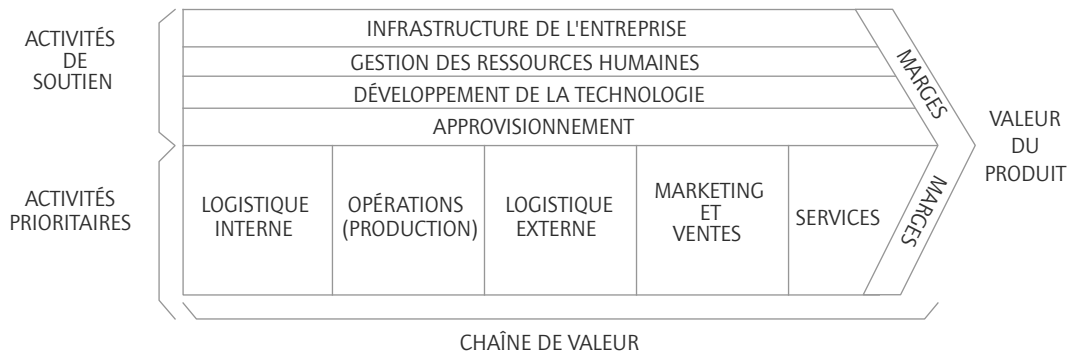 ACTIVITÉS
DE
SOUTIEN
INFRASTRUCTURE DE L'ENTREPRISE
GESTION DES RESSOURCES HUMAINES
DÉVELOPPEMENT DE LA TECHNOLOGIE
APPROVISIONNEMENT
MARGES
VALEUR
DU
PRODUIT
ACTIVITÉS
PRIORITAIRES
LOGISTIQUE
INTERNE
OPÉRATIONS
(PRODUCTION)
LOGISTIQUE
EXTERNE
MARKETING
ET
VENTES
SERVICES
MARGES
CHAÎNE DE VALEUR